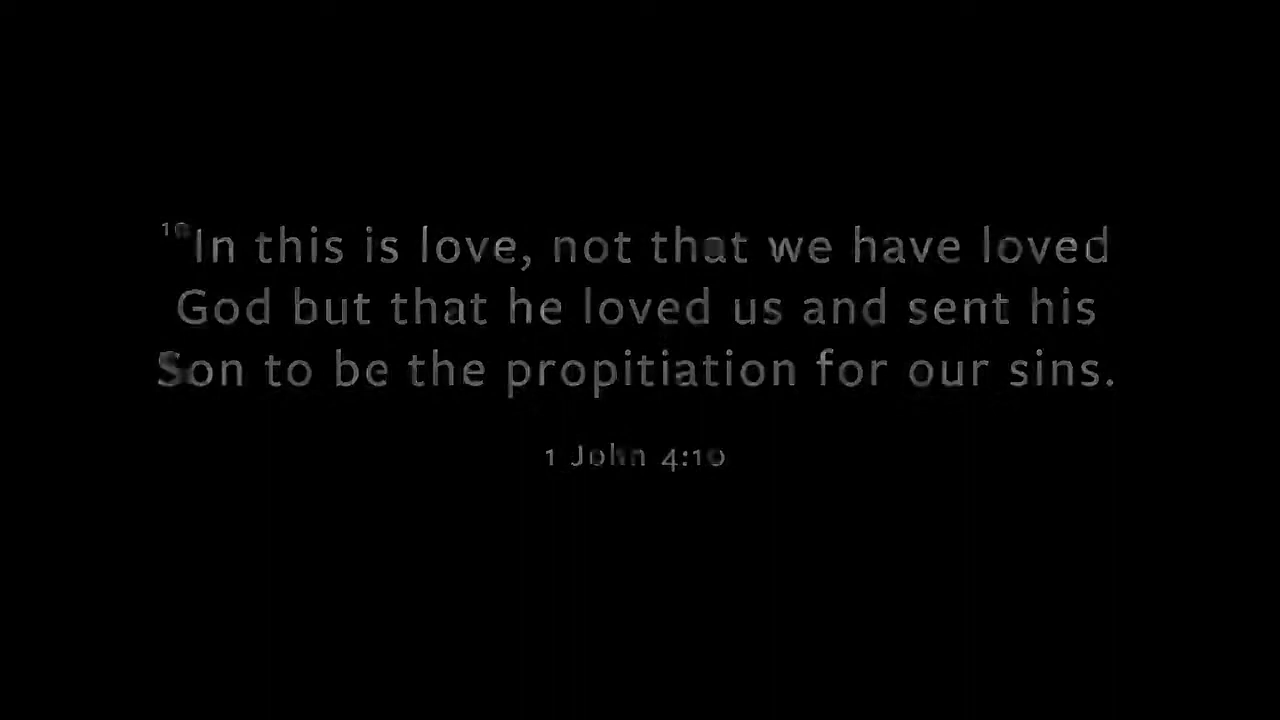 ¹⁰In this is love, not that we have loved
God but that he loved us and sent his
Son to be the propitiation for our sins.
1 John 4:10